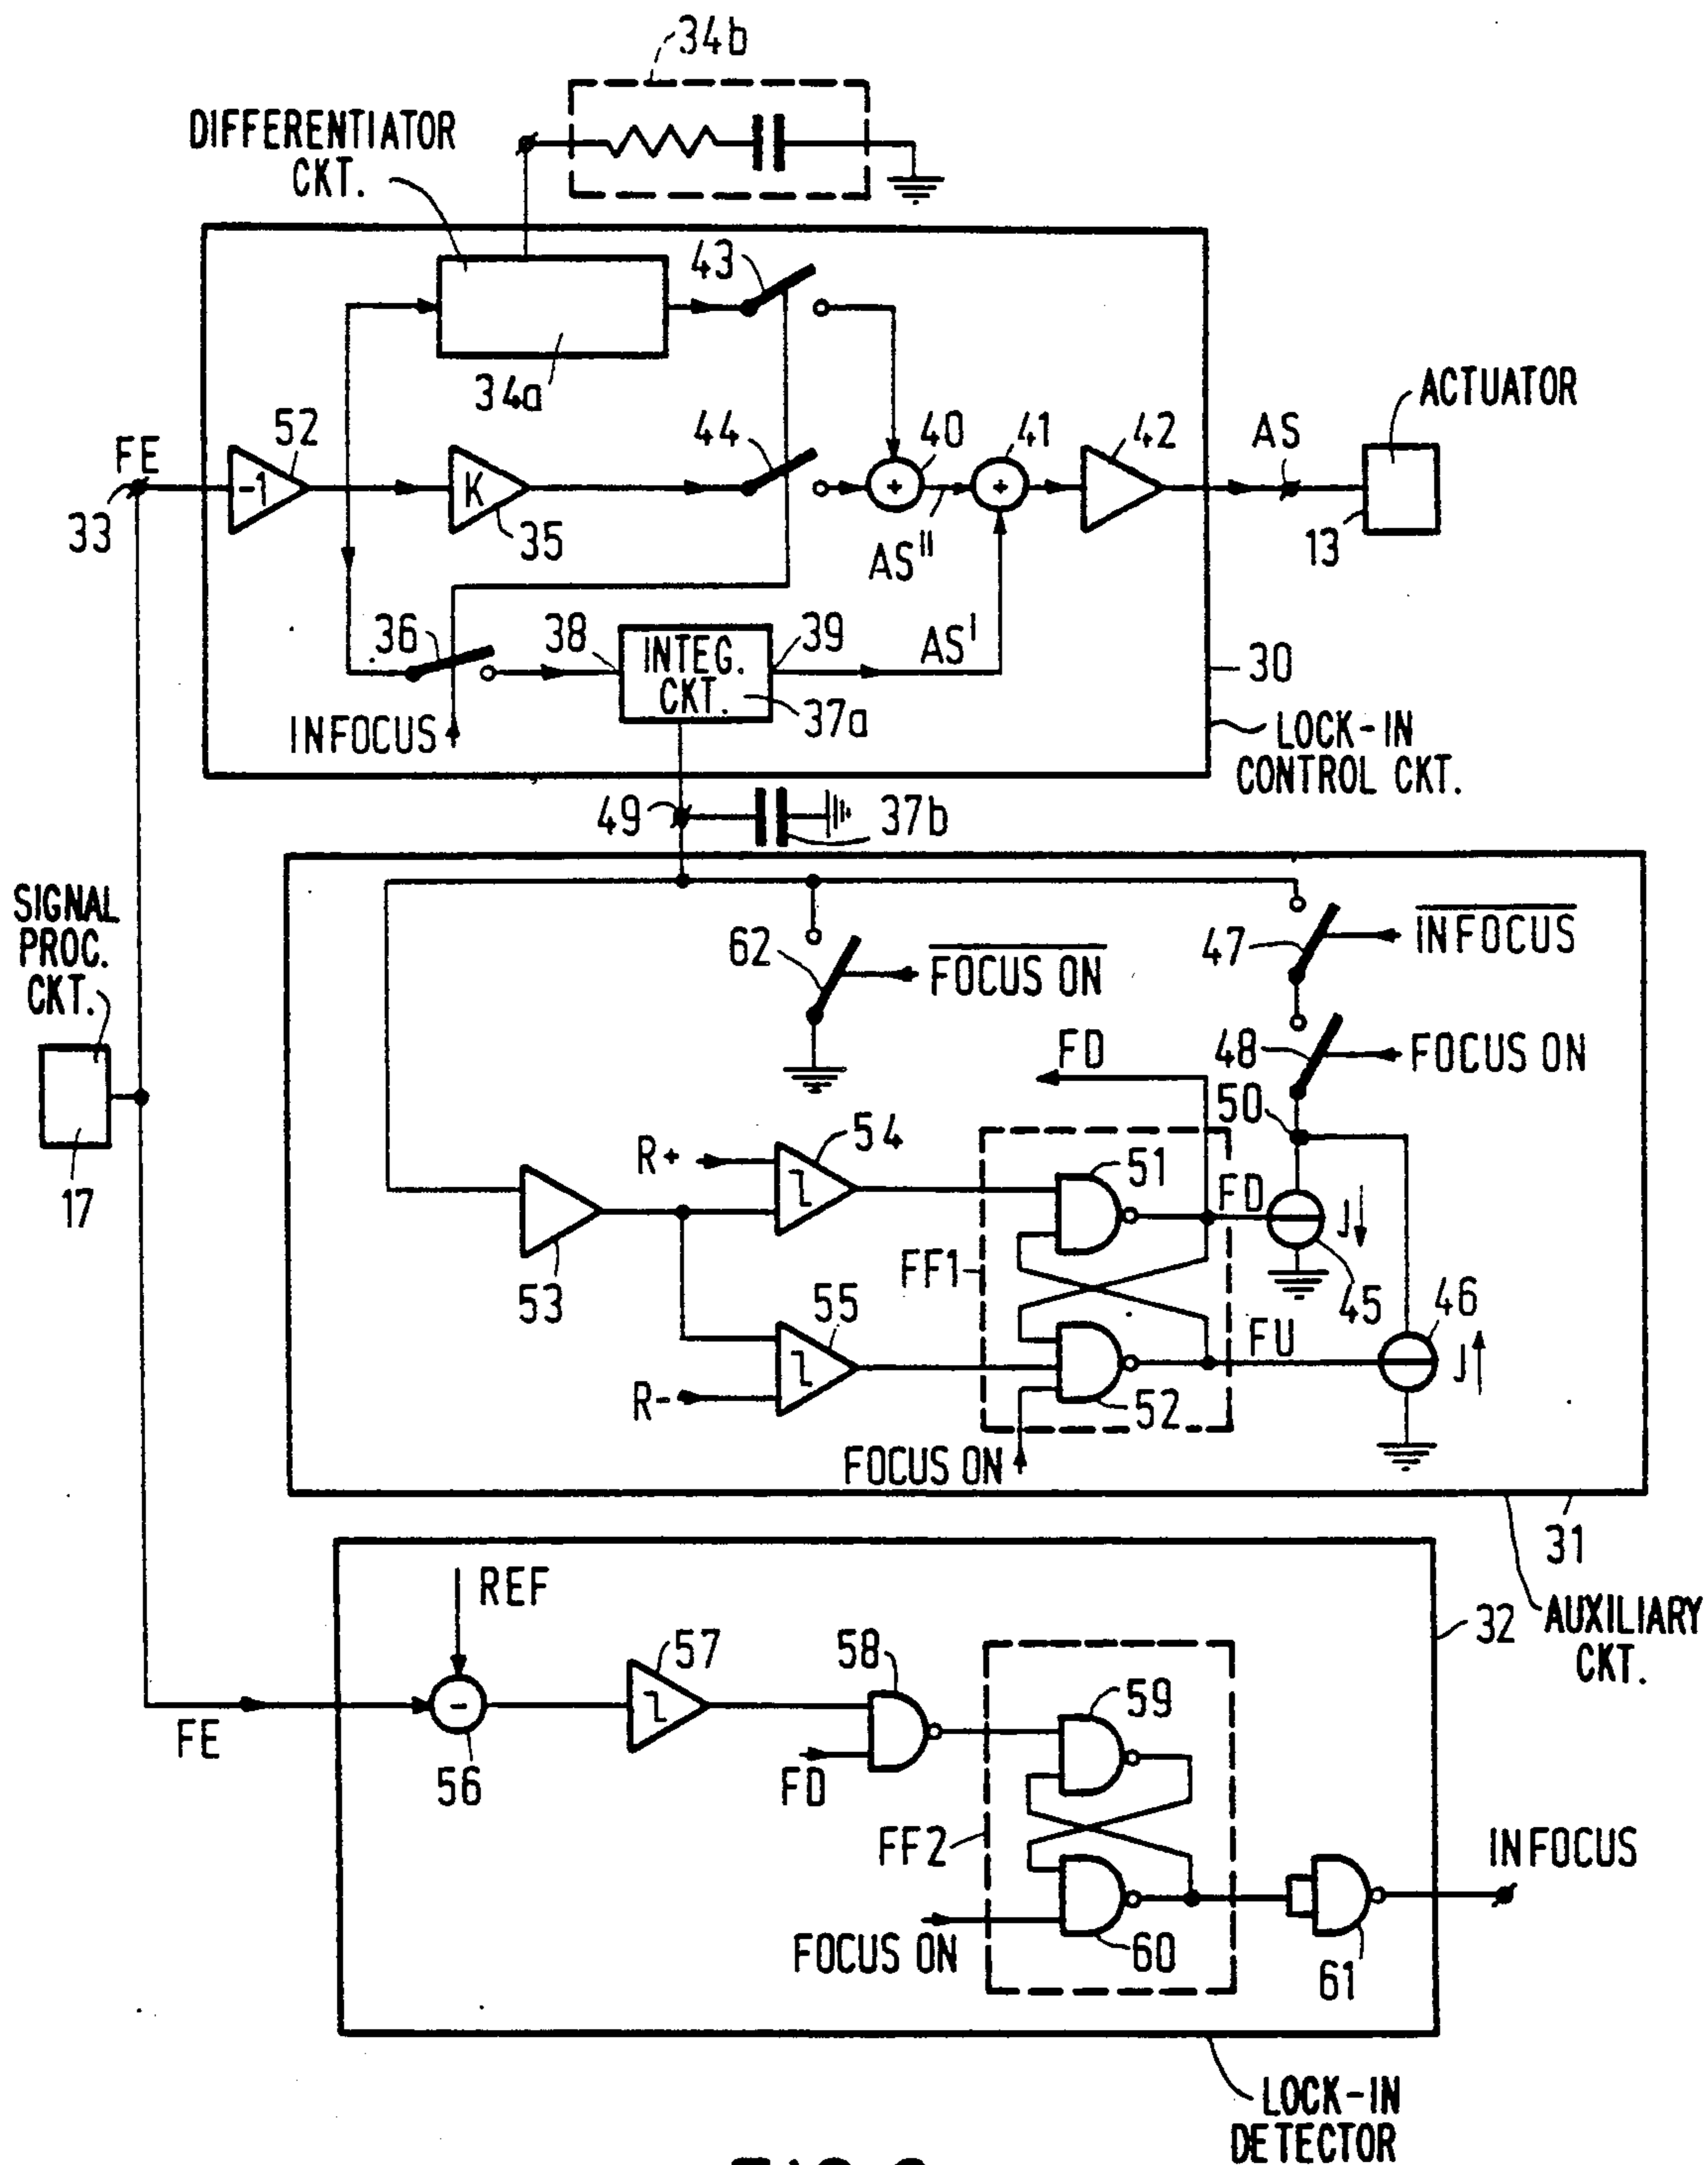 34b
DIFFERENTIATOR
CKT.
43
34a
ACTUATOR
FE
52
44
40
41
42
AS
-1
K
+
+
33
35
AS"
13
36
38
39
INTEG.
CKT.
AS'
30
INFOCUS
37a
LOCK-IN
CONTROL CKT.
49
37b
SIGNAL
PROC.
CKT.
62
FOCUS ON
47
INFOCUS
FD
48
FOCUS ON
50
17
R+
54
51
FD
J
53
FF1
45
46
55
FU
J
R-
52
FOCUS ON
31
REF
32
AUXILIARY
CKT.
57
58
59
-
FE
56
FD
FF2
INFOCUS
FOCUS ON
60
61
LOCK-IN
DETECTOR